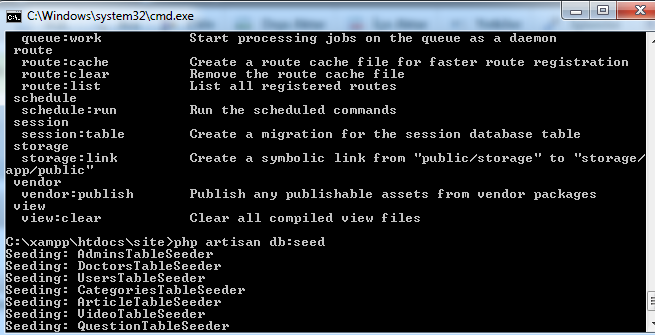 C:\Windows\system32\cmd.exe
queue:work Start processing jobs on the queue as a daemon
route
route:cache Create a route cache file for faster route registration
route:clear Remove the route cache file
route:list List all registered routes
schedule
schedule:run Run the scheduled commands
session
session:table Create a migration for the session database table
storage
storage:link Create a symbolic link from "public/storage" to "storage/
app/public"
vendor
vendor:publish Publish any publishable assets from vendor packages
view
view:clear Clear all compiled view files
C:\xampp\htdocs\site>php artisan db:seed
Seeding: AdminsTableSeeder
Seeding: DoctorsTableSeeder
Seeding: UsersTableSeeder
Seeding: CategoriesTableSeeder
Seeding: ArticleTableSeeder
Seeding: VideoTableSeeder
Seeding: QuestionTableSeeder